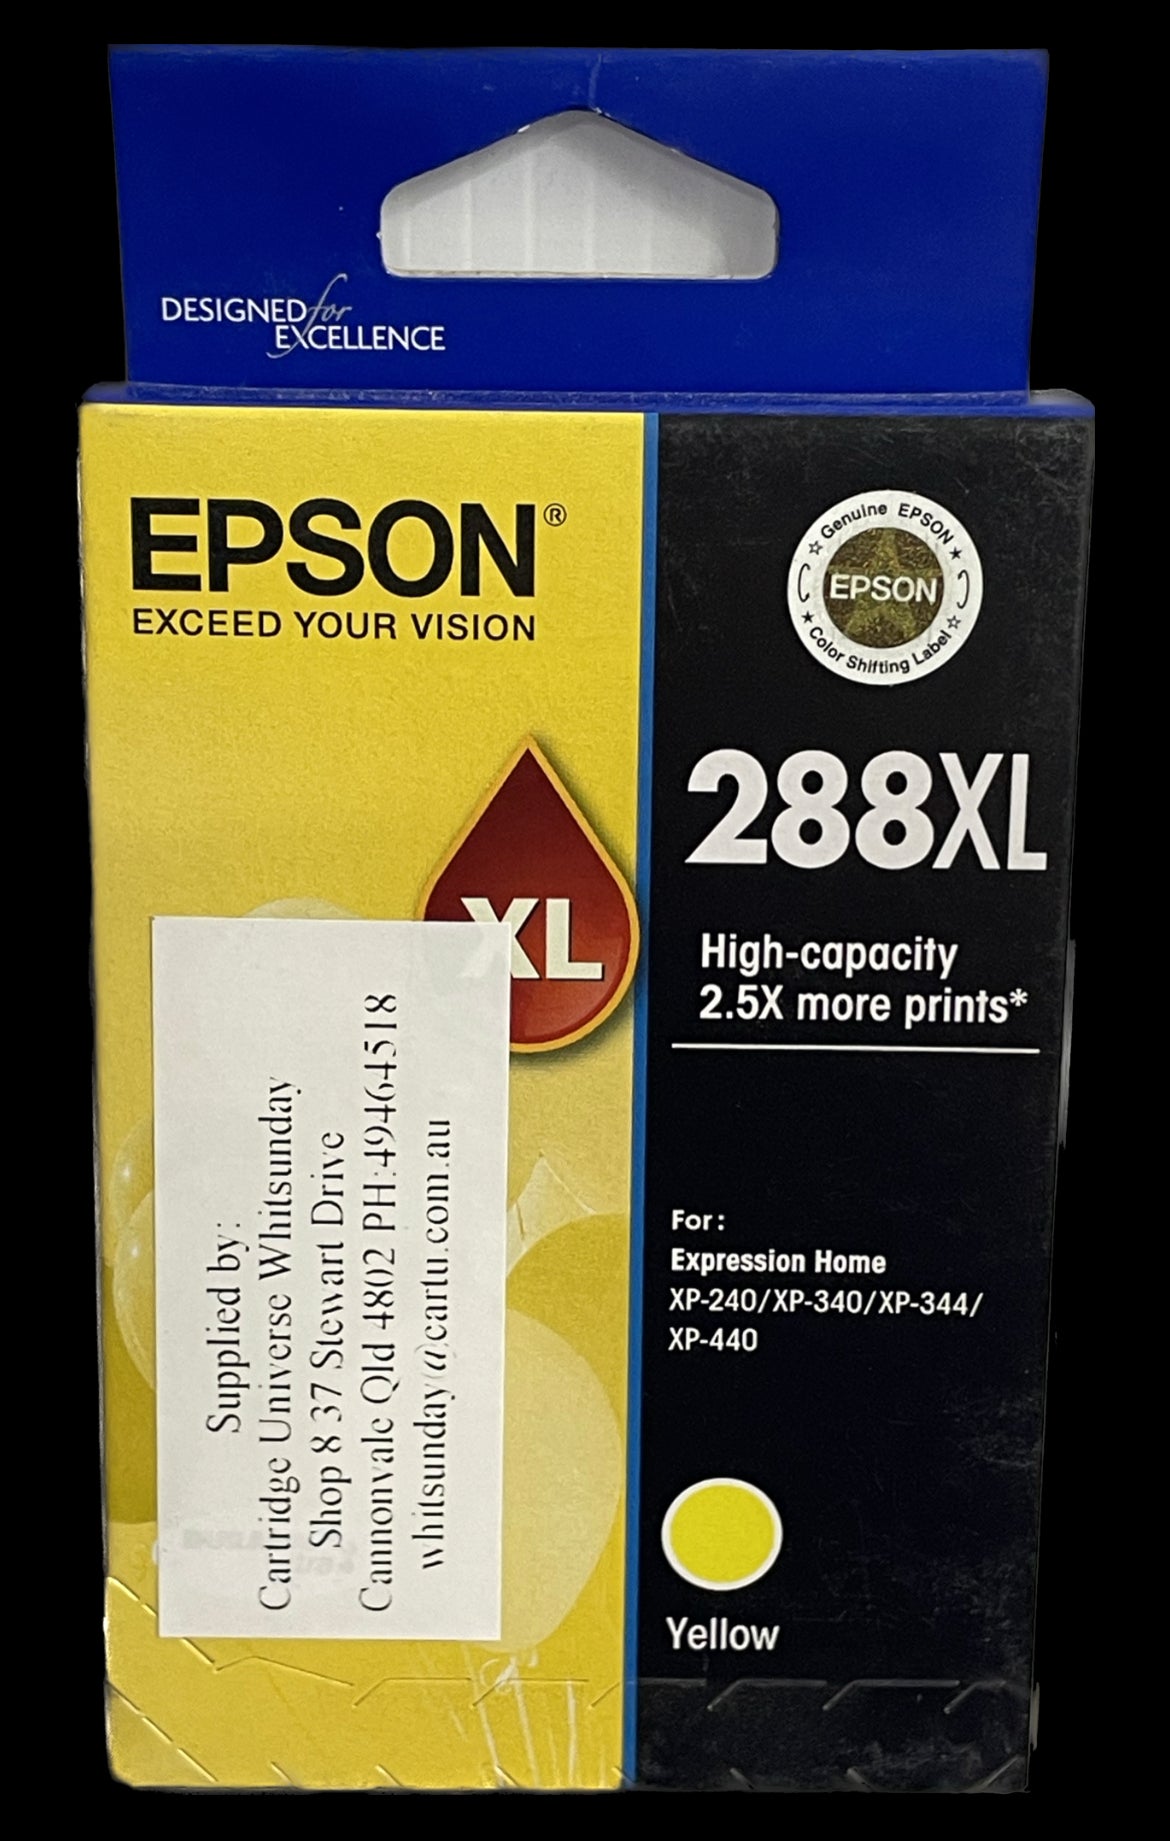 DESIGNED for
EXCELLENCE
EPSON®
EXCEED YOUR VISION
XL
Supplied by:
Cartridge Universe Whitsunday
Shop 8 37 Stewart Drive
Cannonvale Qld 4802 PH:49464518
whitsunday@cartu.com.au
Genuine EPSON
EPSON
Color Shifting Label
288XL
High-capacity
2.5X more prints*
For:
Expression Home
XP-240/XP-340/XP-344/
XP-440
Yellow